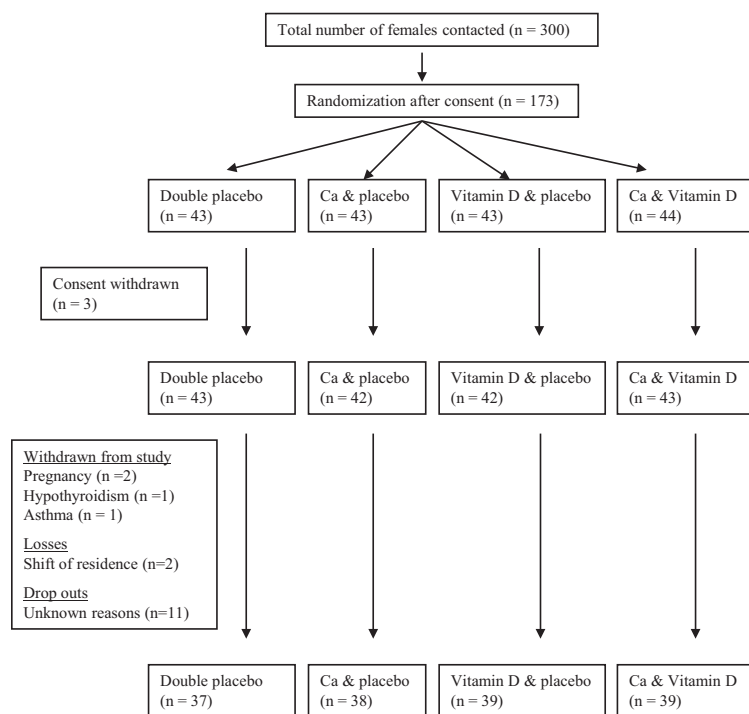 Total number of females contacted (n = 300)
Randomization after consent (n = 173)
Double placebo
(n = 43)
Ca & placebo
(n = 43)
Vitamin D & placebo
(n = 43)
Ca & Vitamin D
(n = 44)
Consent withdrawn
(n = 3)
Double placebo
(n = 43)
Ca & placebo
(n = 42)
Vitamin D & placebo
(n = 42)
Ca & Vitamin D
(n = 43)
Withdrawn from study
Pregnancy (n =2)
Hypothyroidism (n =1)
Asthma (n = 1)
Losses
Shift of residence (n=2)
Drop outs
Unknown reasons (n=11)
Double placebo
(n = 37)
Ca & placebo
(n = 38)
Vitamin D & placebo
(n = 39)
Ca & Vitamin D
(n = 39)